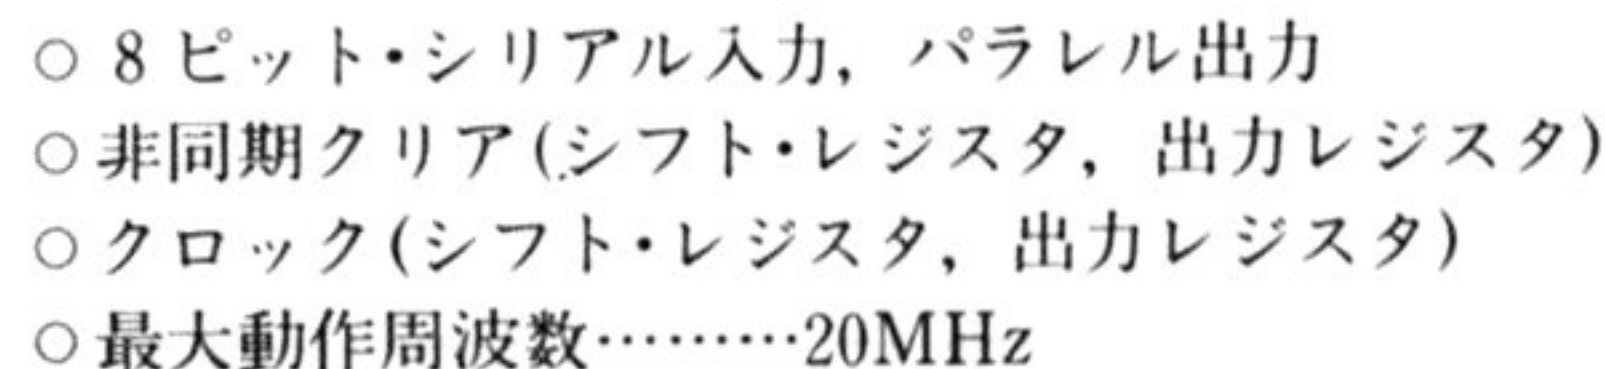 ○ 8ビット・シリアル入力，パラレル出力
○ 非同期クリア(シフト・レジスタ，出力レジスタ)
○ クロック(シフト・レジスタ，出力レジスタ)
○ 最大動作周波数………20MHz